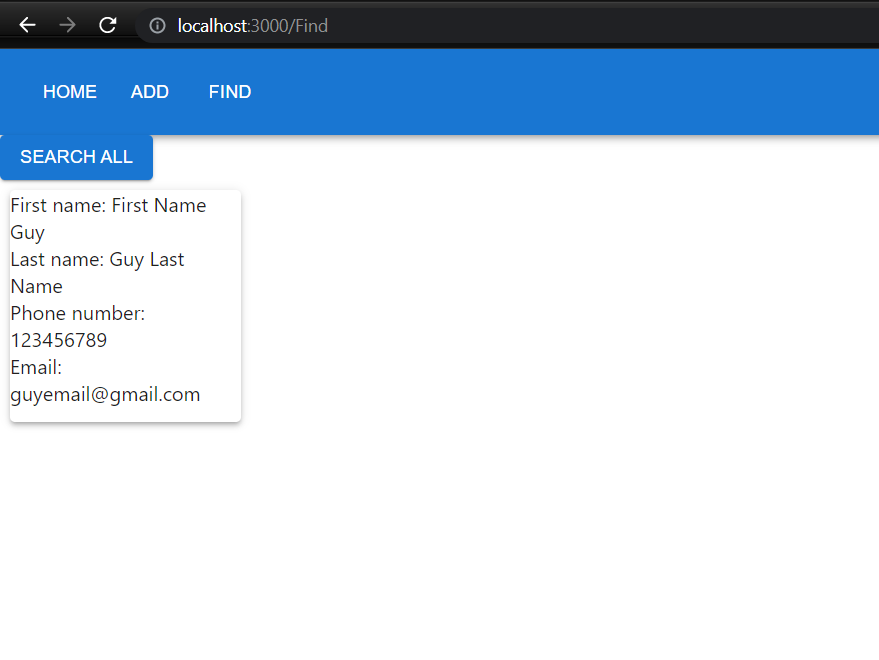 localhost:3000/Find
HOME ADD FIND
SEARCH ALL
First name: First Name
Guy
Last name: Guy Last
Name
Phone number:
123456789
Email:
guyemail@gmail.com